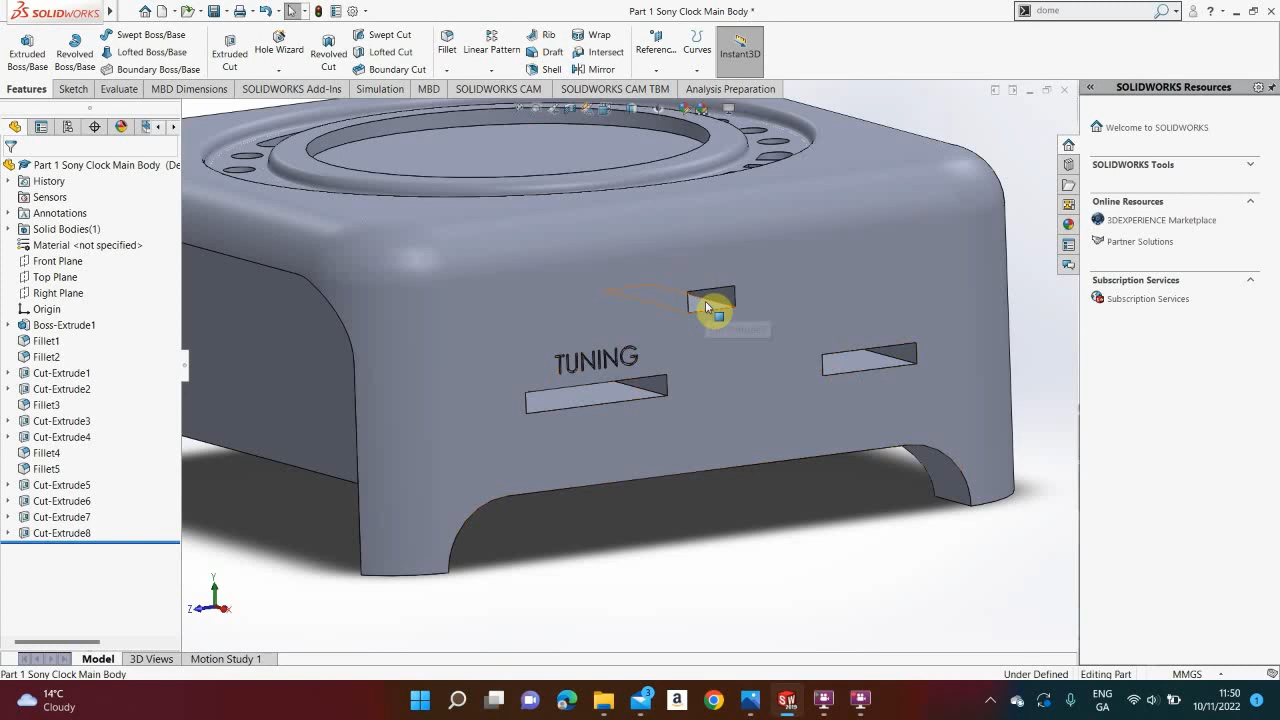 SOLIDWORKS
Part 1 Sony Clock Main Body *
dome
Extruded Boss/Base
Revolved Boss/Base
Swept Boss/Base
Lofted Boss/Base
Boundary Boss/Base
Extruded Cut
Hole Wizard
Revolved Cut
Swept Cut
Lofted Cut
Boundary Cut
Fillet
Linear Pattern
Rib
Draft
Shell
Wrap
Intersect
Mirror
Referenc...
Curves
Instant3D
Features
Sketch
Evaluate
MBD Dimensions
SOLIDWORKS Add-Ins
Simulation
MBD
SOLIDWORKS CAM
SOLIDWORKS CAM TBM
Analysis Preparation
Part 1 Sony Clock Main Body (De
History
Sensors
Annotations
Solid Bodies(1)
Material <not specified>
Front Plane
Top Plane
Right Plane
Origin
Boss-Extrude1
Fillet1
Fillet2
Cut-Extrude1
Cut-Extrude2
Fillet3
Cut-Extrude3
Cut-Extrude4
Fillet4
Fillet5
Cut-Extrude5
Cut-Extrude6
Cut-Extrude7
Cut-Extrude8
TUNING
Y
Z
X
SOLIDWORKS Resources
Welcome to SOLIDWORKS
SOLIDWORKS Tools
Online Resources
3DEXPERIENCE Marketplace
Partner Solutions
Subscription Services
Subscription Services
Model
3D Views
Motion Study 1
Part 1 Sony Clock Main Body
Under Defined
Editing Part
MMGS
14°C
Cloudy
3
SW
2019
ENG
GA
11:50
10/11/2022
1